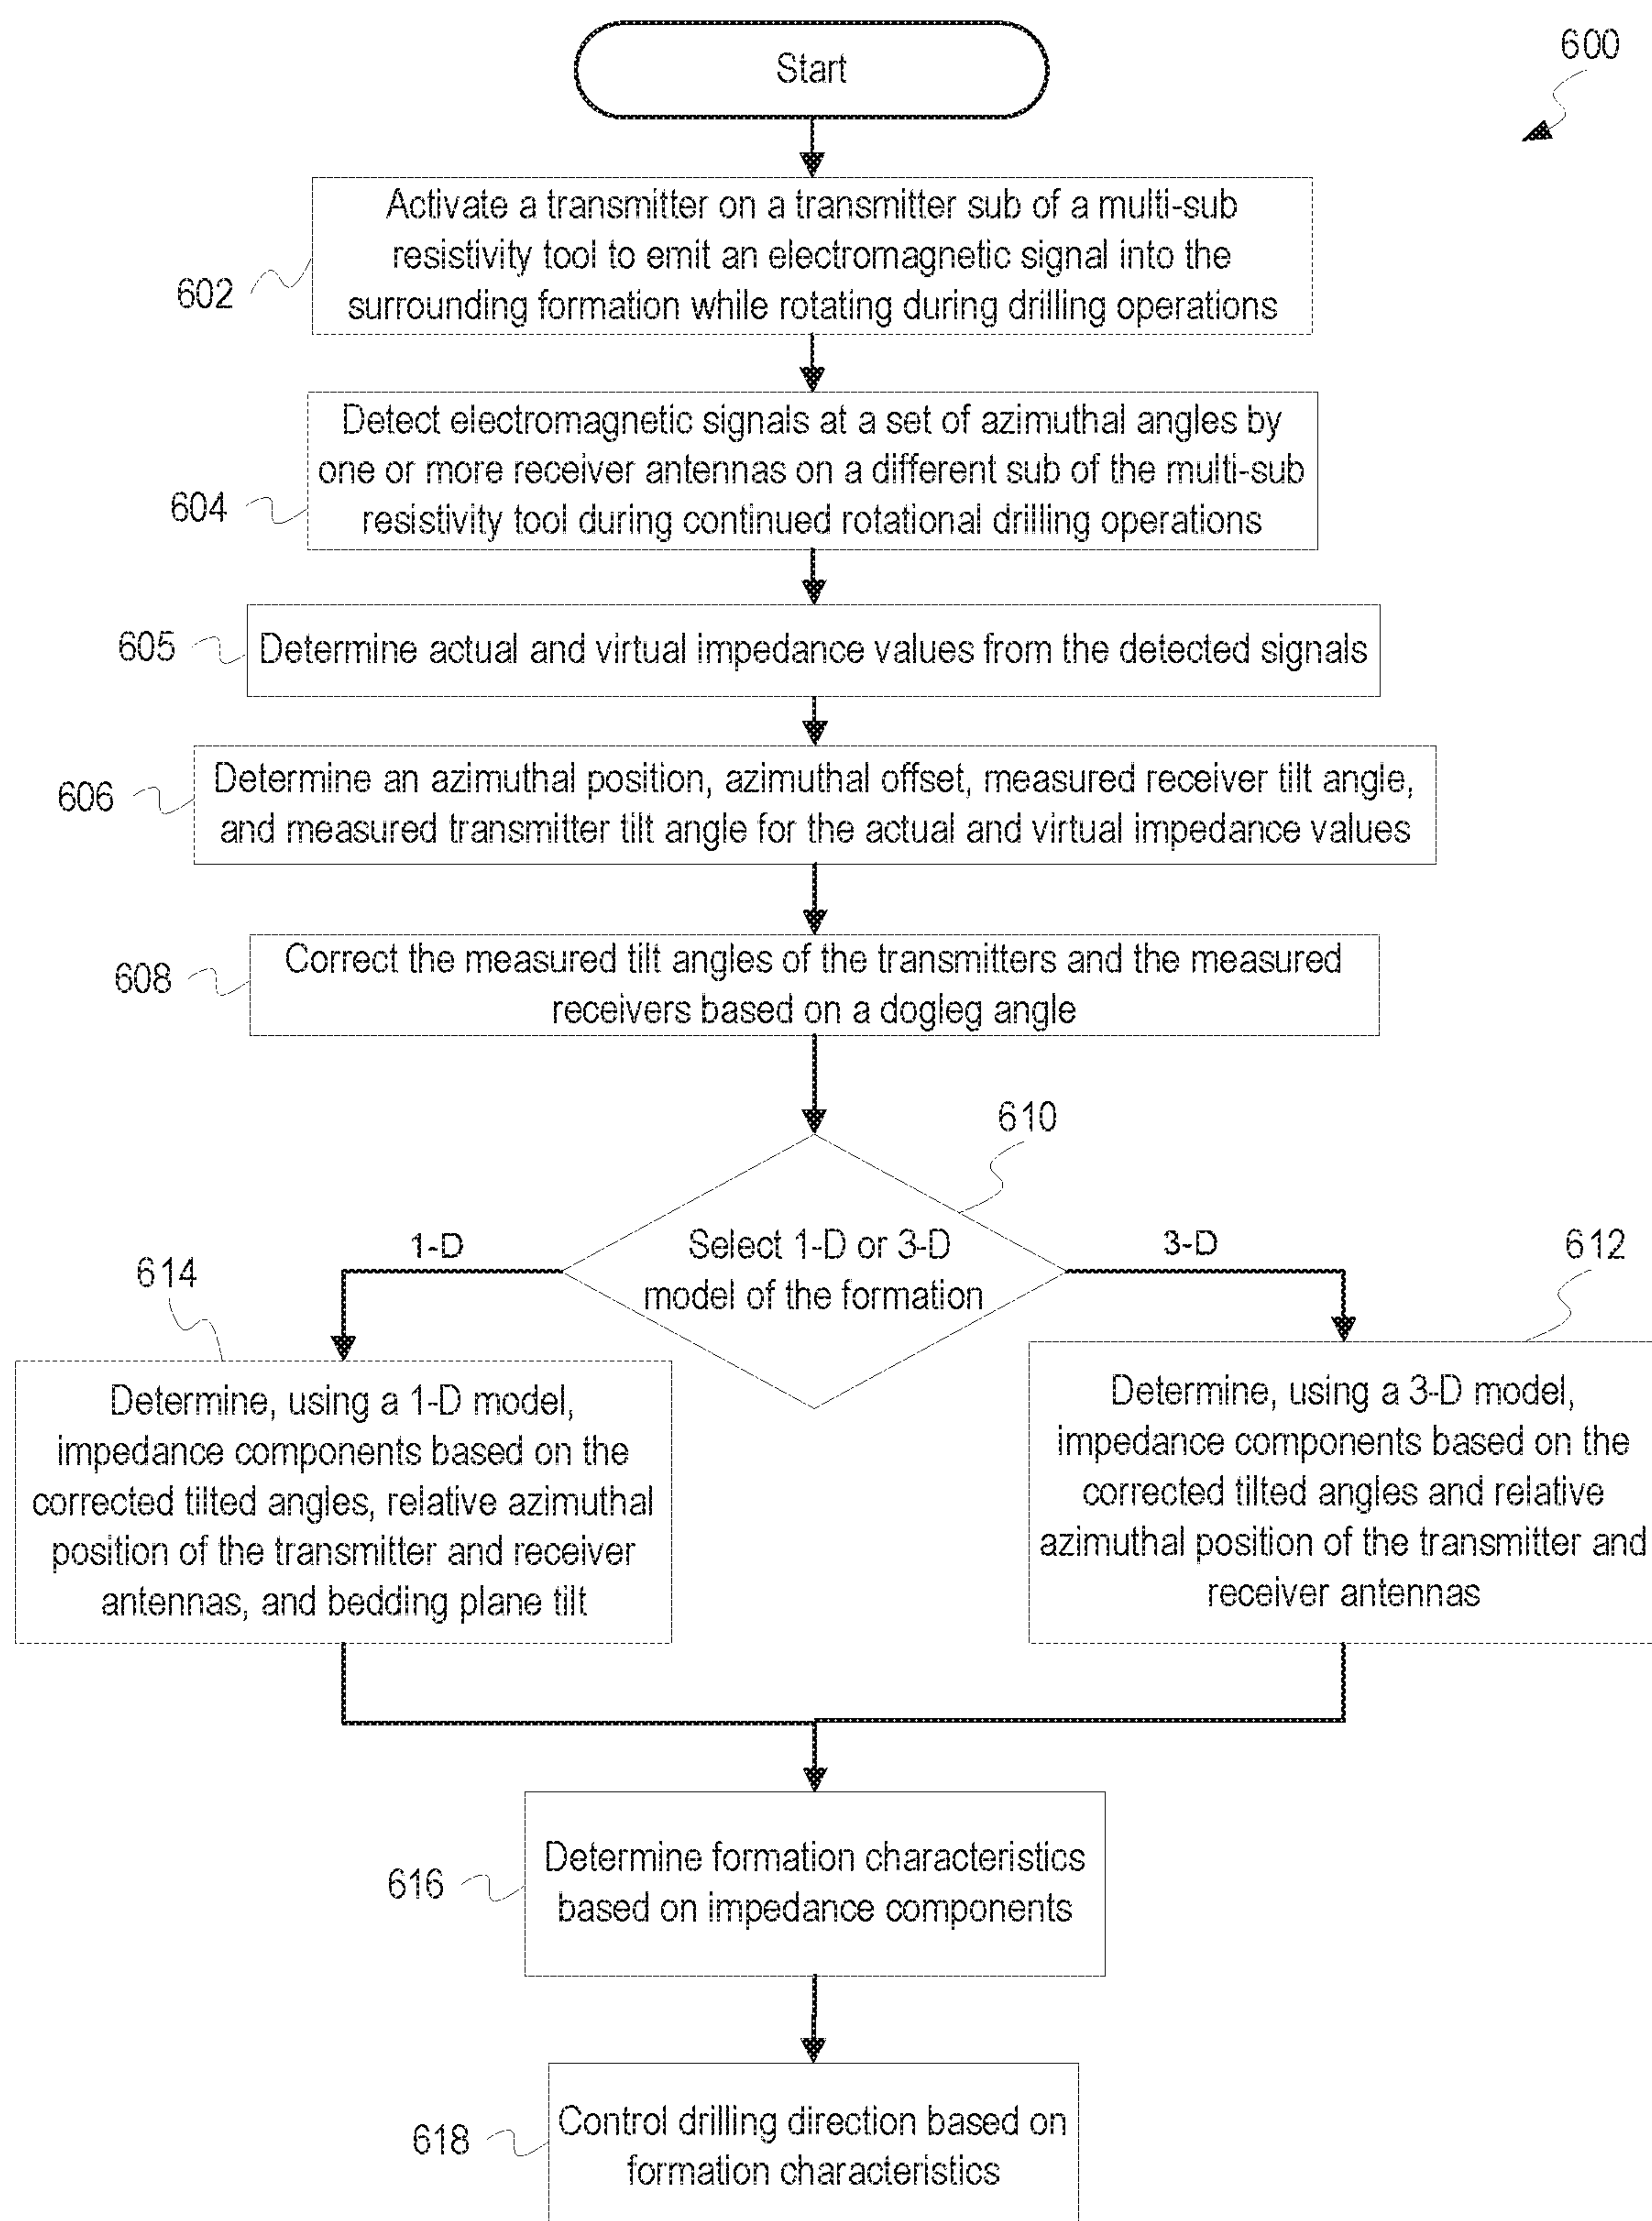 Start
600
Activate a transmitter on a transmitter sub of a multi-sub
resistivity tool to emit an electromagnetic signal into the
surrounding formation while rotating during drilling operations
602
Detect electromagnetic signals at a set of azimuthal angles by
one or more receiver antennas on a different sub of the multi-sub
resistivity tool during continued rotational drilling operations
604
605
Determine actual and virtual impedance values from the detected signals
606
Determine an azimuthal position, azimuthal offset, measured receiver tilt angle,
and measured transmitter tilt angle for the actual and virtual impedance values
608
Correct the measured tilt angles of the transmitters and the measured
receivers based on a dogleg angle
610
Select 1-D or 3-D
model of the formation
1-D
3-D
614
612
Determine, using a 1-D model,
impedance components based on the
corrected tilted angles, relative azimuthal
position of the transmitter and receiver
antennas, and bedding plane tilt
Determine, using a 3-D model,
impedance components based on the
corrected tilted angles and relative
azimuthal position of the transmitter and
receiver antennas
616
Determine formation characteristics
based on impedance components
618
Control drilling direction based on
formation characteristics